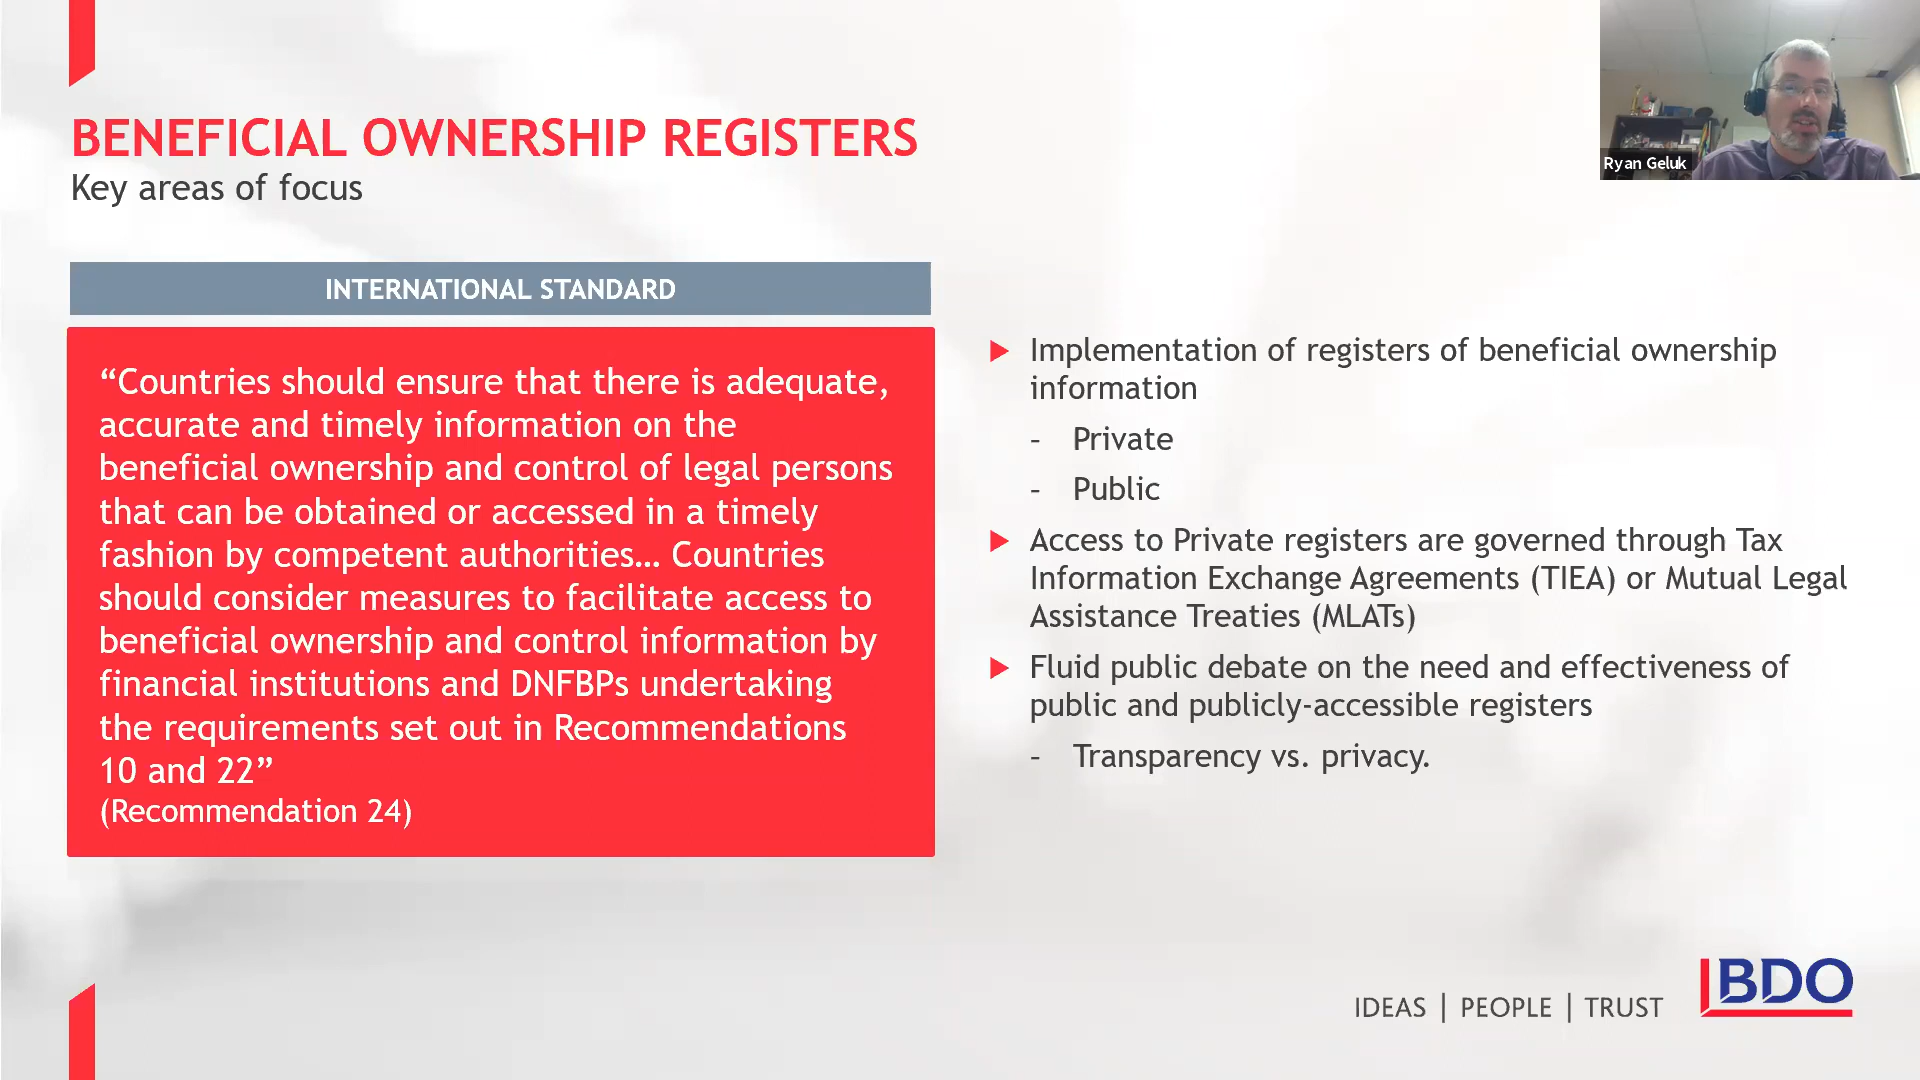 BENEFICIAL OWNERSHIP REGISTERS
Key areas of focus
Ryan Geluk
INTERNATIONAL STANDARD
“Countries should ensure that there is adequate,
accurate and timely information on the
beneficial ownership and control of legal persons
that can be obtained or accessed in a timely
fashion by competent authorities… Countries
should consider measures to facilitate access to
beneficial ownership and control information by
financial institutions and DNFBPs undertaking
the requirements set out in Recommendations
10 and 22”
(Recommendation 24)
Implementation of registers of beneficial ownership
information
- Private
- Public
Access to Private registers are governed through Tax
Information Exchange Agreements (TIEA) or Mutual Legal
Assistance Treaties (MLATs)
Fluid public debate on the need and effectiveness of
public and publicly-accessible registers
- Transparency vs. privacy.
IDEAS | PEOPLE | TRUST
BDO